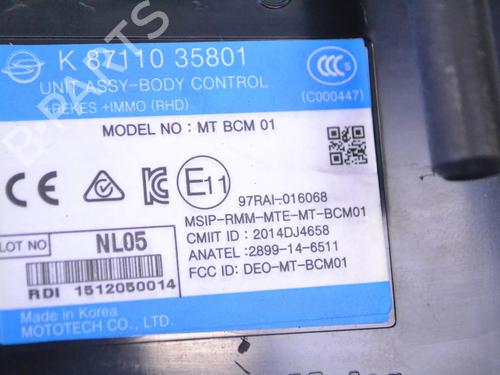 K 87110 35801
UNIT ASSY-BODY CONTROL
+REKES +IMMO (RHD)
CCC S
(C000447)
MODEL NO : MT BCM 01
CE
E11
97RAI-016068
MSIP-RMM-MTE-MT-BCM01
CMIIT ID : 2014DJ4658
ANATEL :2899-14-6511
FCC ID: DEO-MT-BCM01
LOT NO
NL05
RDI 1512050014
Made in Korea
MOTOTECH CO., LTD.
B-PARTS